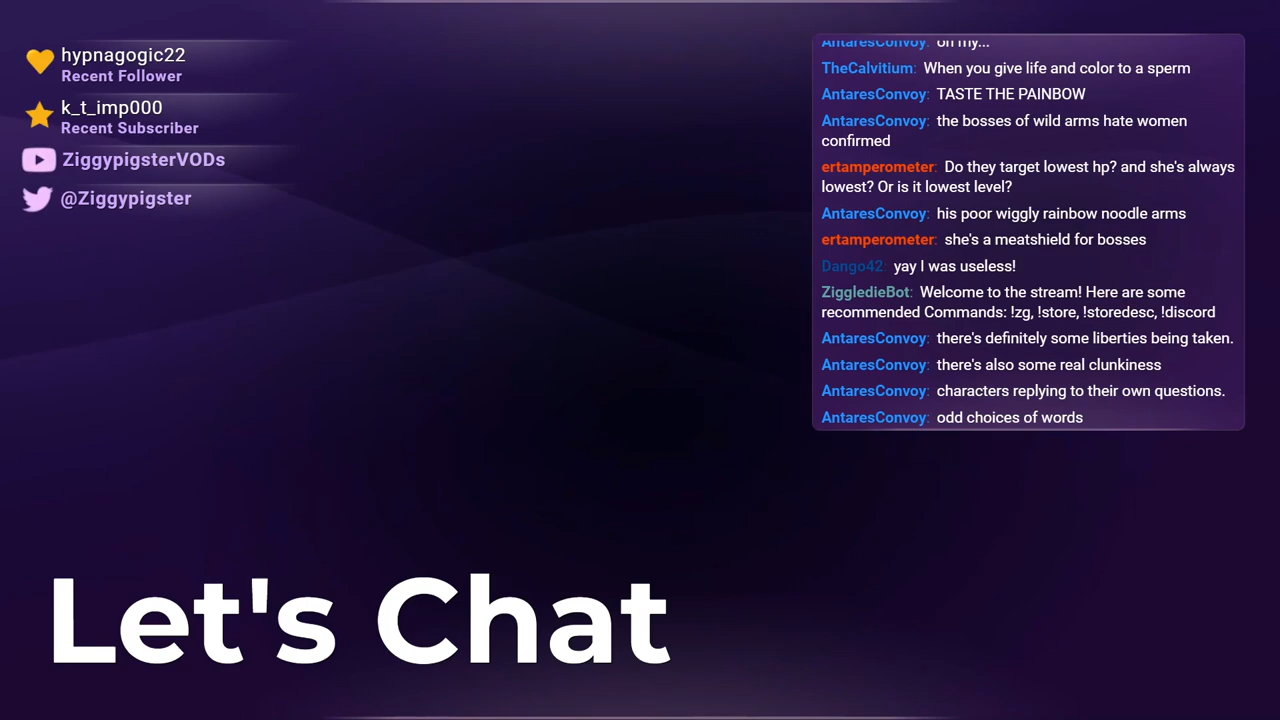 hypnagogic22
Recent Follower
k_t_imp000
Recent Subscriber
ZiggypigsterVODs
@Ziggypigster
AntaresConvoy: oh my...
TheCalvitium: When you give life and color to a sperm
AntaresConvoy: TASTE THE PAINBOW
AntaresConvoy: the bosses of wild arms hate women
confirmed
ertamperometer: Do they target lowest hp? and she's always
lowest? Or is it lowest level?
AntaresConvoy: his poor wiggly rainbow noodle arms
ertamperometer: she's a meatshield for bosses
Dango42: yay I was useless!
ZiggledieBot: Welcome to the stream! Here are some
recommended Commands: !zg, !store, !storedesc, !discord
AntaresConvoy: there's definitely some liberties being taken.
AntaresConvoy: there's also some real clunkiness
AntaresConvoy: characters replying to their own questions.
AntaresConvoy: odd choices of words
Let's Chat